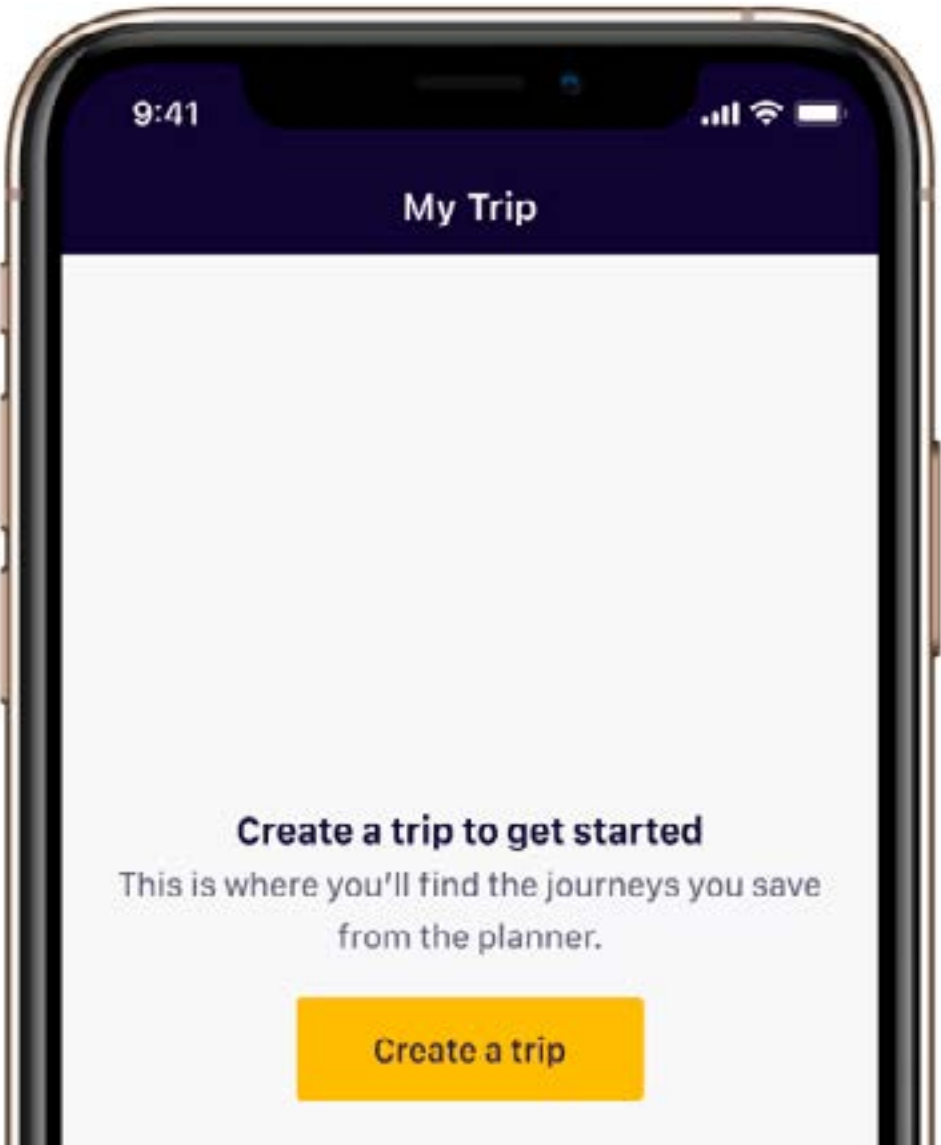 9:41
My Trip
Create a trip to get started
This is where you'll find the journeys you save
from the planner.
Create a trip